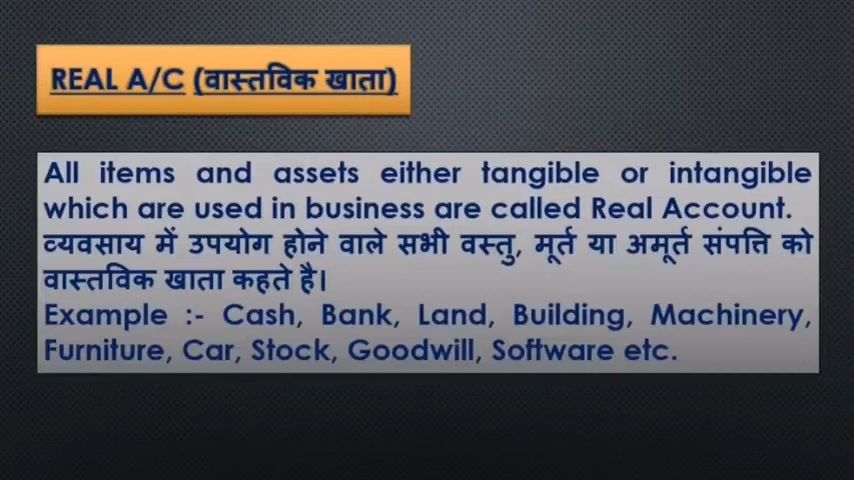 REAL A/C (वास्तविक खाता)
All items and assets either tangible or intangible
which are used in business are called Real Account.
व्यवसाय में उपयोग होने वाले सभी वस्तु, मूर्त या अमूर्त संपत्ति को
वास्तविक खाता कहते है।
Example :- Cash, Bank, Land, Building, Machinery,
Furniture, Car, Stock, Goodwill, Software etc.